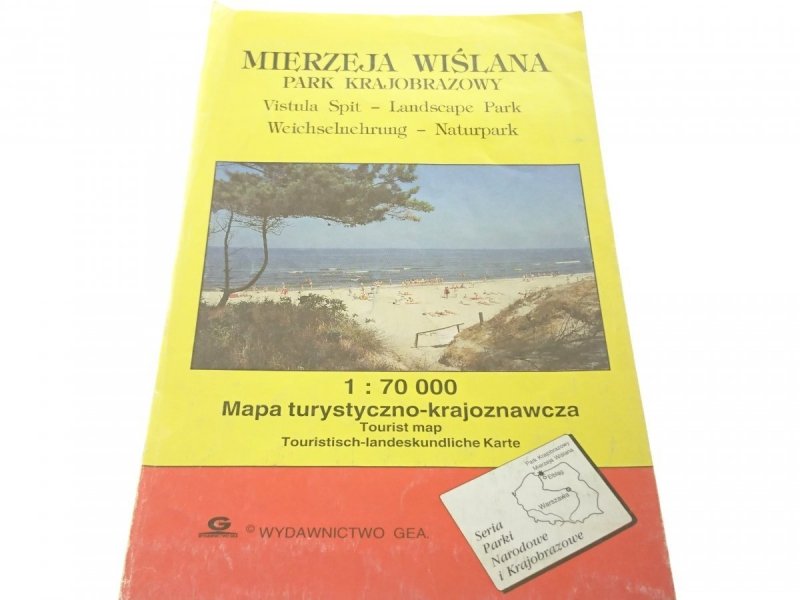 MIERZEJA WIŚLANA
PARK KRAJOBRAZOWY
Vistula Spit – Landscape Park
Weichselnehrung – Naturpark
1 : 70 000
Mapa turystyczno-krajoznawcza
Tourist map
Touristisch-landeskundliche Karte
Park Krajobrazowy
Mierzeja Wiślana
Elbląg
Warszawa
Seria
Parki
Narodowe
i Krajobrazowe
G
© WYDAWNICTWO GEA.